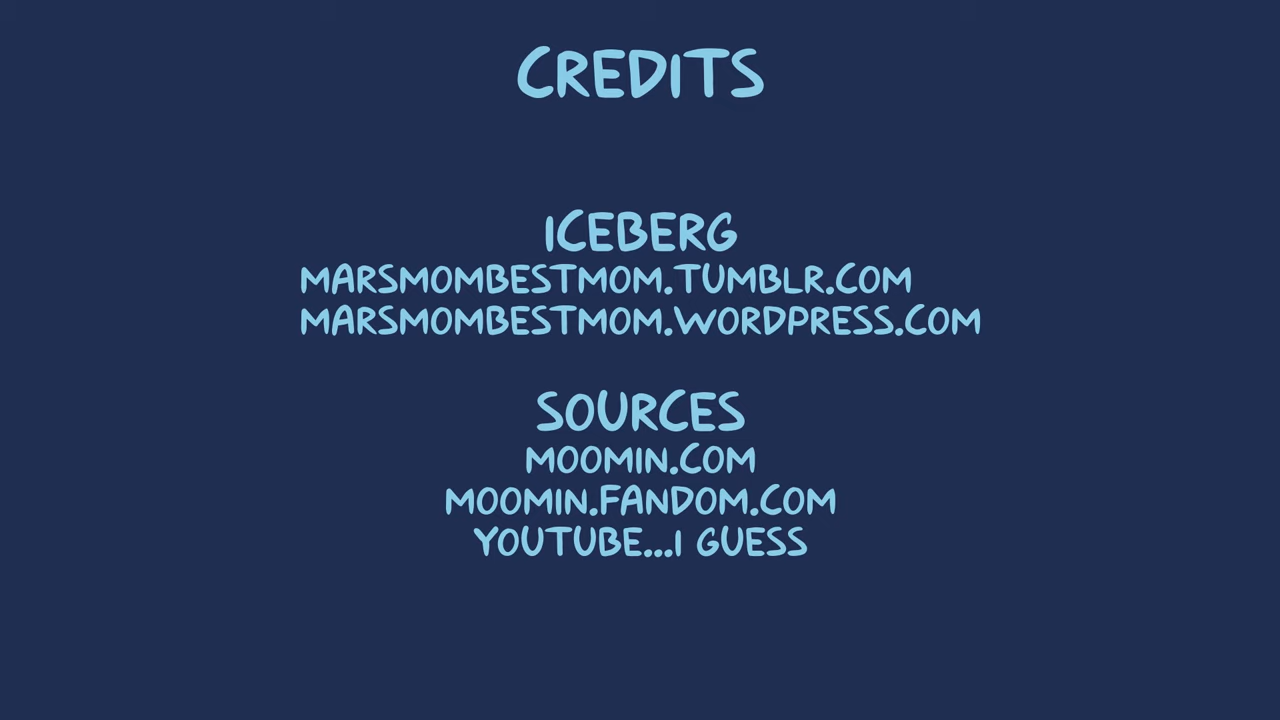 CREDITS
ICEBERG
MARSMOMBESTMOM.TUMBLR.COM
MARSMOMBESTMOM.WORDPRESS.COM
SOURCES
MOOMIN.COM
MOOMIN.FANDOM.COM
YOUTUBE...I GUESS